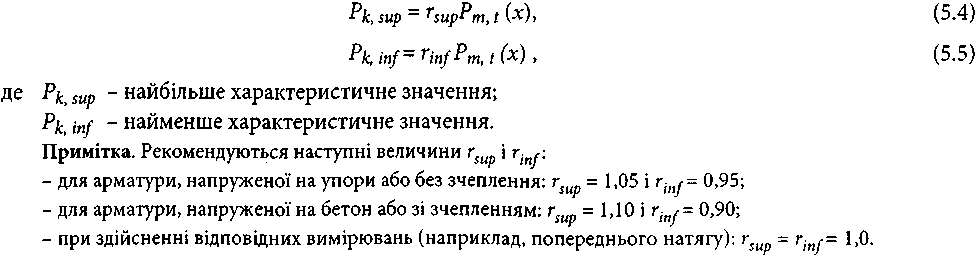 P_{k, sup} = r_{sup}P_{m, t} (x), (5.4)
P_{k, inf} = r_{inf} P_{m, t} (x) , (5.5)
де P_{k, sup} – найбільше характеристичне значення;
P_{k, inf} – найменше характеристичне значення.
Примітка. Рекомендуються наступні величини r_{sup} і r_{inf}:
– для арматури, напруженої на упори або без зчеплення: r_{sup} = 1,05 і r_{inf} = 0,95;
– для арматури, напруженої на бетон або зі зчепленням: r_{sup} = 1,10 і r_{inf} = 0,90;
– при здійсненні відповідних вимірювань (наприклад, попереднього натягу): r_{sup} = r_{inf} = 1,0.